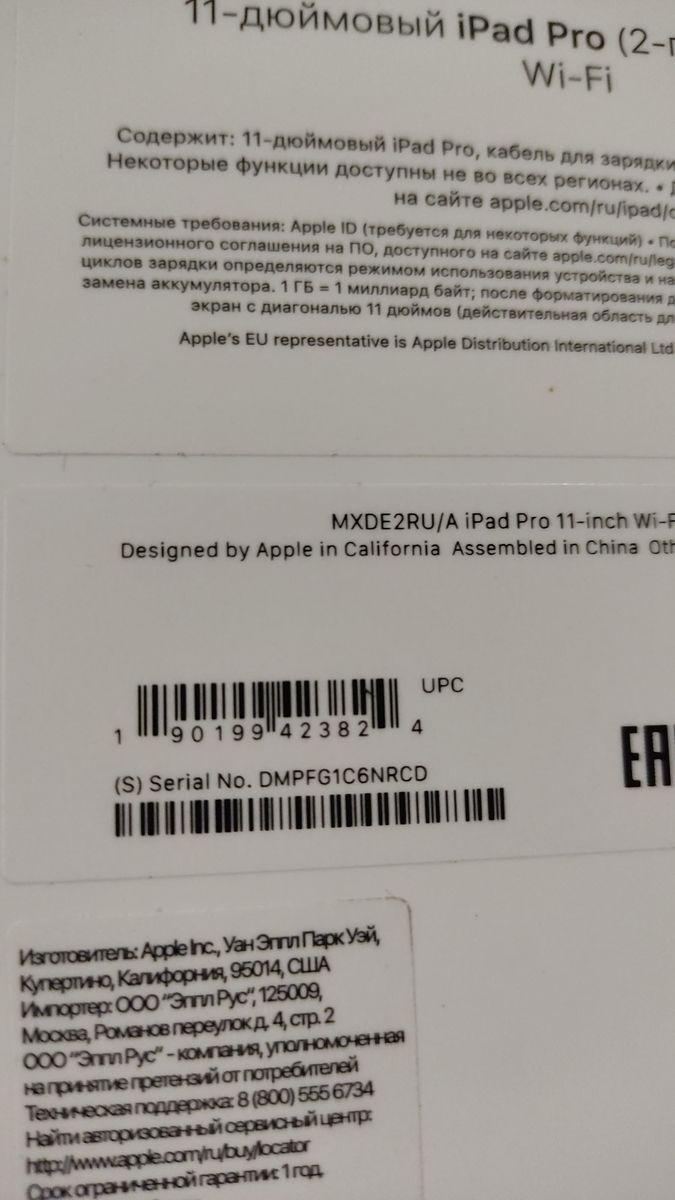 11-дюймовый iPad Pro (2-
Wi-Fi
Содержит: 11-дюймовый iPad Pro, кабель для зарядки
Некоторые функции доступны не во всех регионах. •
на сайте apple.com/ru/ipad/
Системные требования: Apple ID (требуется для некоторых функций) •
лицензионного соглашения на ПО, доступного на сайте apple.com/ru/leg
циклов зарядки определяются режимом использования устройства и
замена аккумулятора. 1 ГБ = 1 миллиард байт; после форматирования
экран с диагональю 11 дюймов (действительная область
Apple's EU representative is Apple Distribution International Ltd
MXDE2RU/A iPad Pro 11-inch Wi-F
Designed by Apple in California Assembled in China Oth
UPC
1 90199 42382 4
EA
(S) Serial No. DMPFG1C6NRCD
Изготовитель: Apple Inc., Уан Эппл Парк Уэй,
Купертино, Калифорния, 95014, США
Импортер: ООО "Эппл Рус", 125009,
Москва, Романов переулок д. 4, стр. 2
ООО "Эппл Рус" - компания, уполномоченная
на принятие претензий от потребителей
Техническая поддержка: 8 (800) 555 6734
Найти авторизованный сервисный центр:
http://www.apple.com/ru/buy/locator
Срок ограниченной гарантии: 1 год.